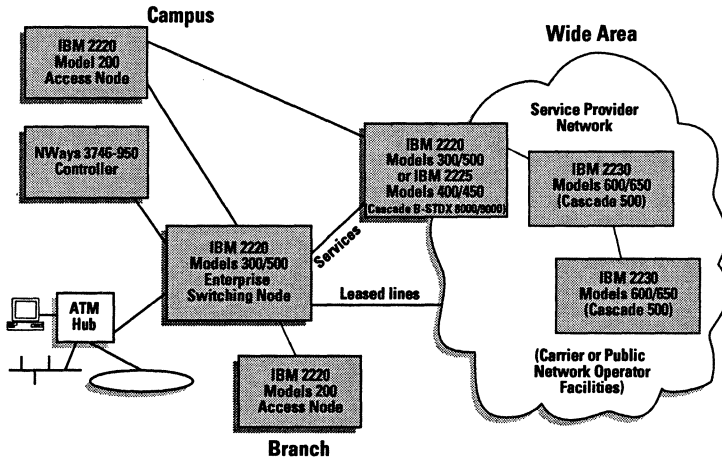 Campus
IBM 2220
Model 200
Access Node
NWays 3746-950
Controller
IBM 2220
Models 300/500
Enterprise
Switching Node
ATM
Hub
IBM 2220
Models 200
Access Node
Branch
Services
Leased lines
IBM 2220
Models 300/500
or IBM 2225
Models 400/450
(Cascade B-STDX 8000/9000)
Wide Area
Service Provider
Network
IBM 2230
Models 600/650
(Cascade 500)
IBM 2230
Models 600/650
(Cascade 500)
(Carrier or Public
Network Operator
Facilities)